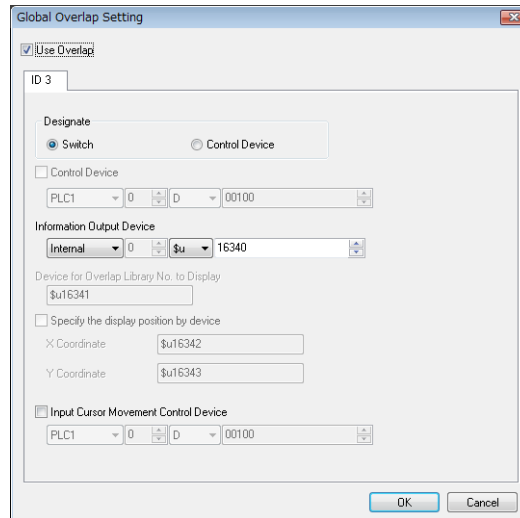 Global Overlap Setting
Use Overlap
ID 3
Designate
Switch Control Device
Control Device
PLC1 0 D 00100
Information Output Device
Internal 0 $u 16340
Device for Overlap Library No. to Display
$u16341
Specify the display position by device
X Coordinate $u16342
Y Coordinate $u16343
Input Cursor Movement Control Device
PLC1 0 D 00100
OK Cancel